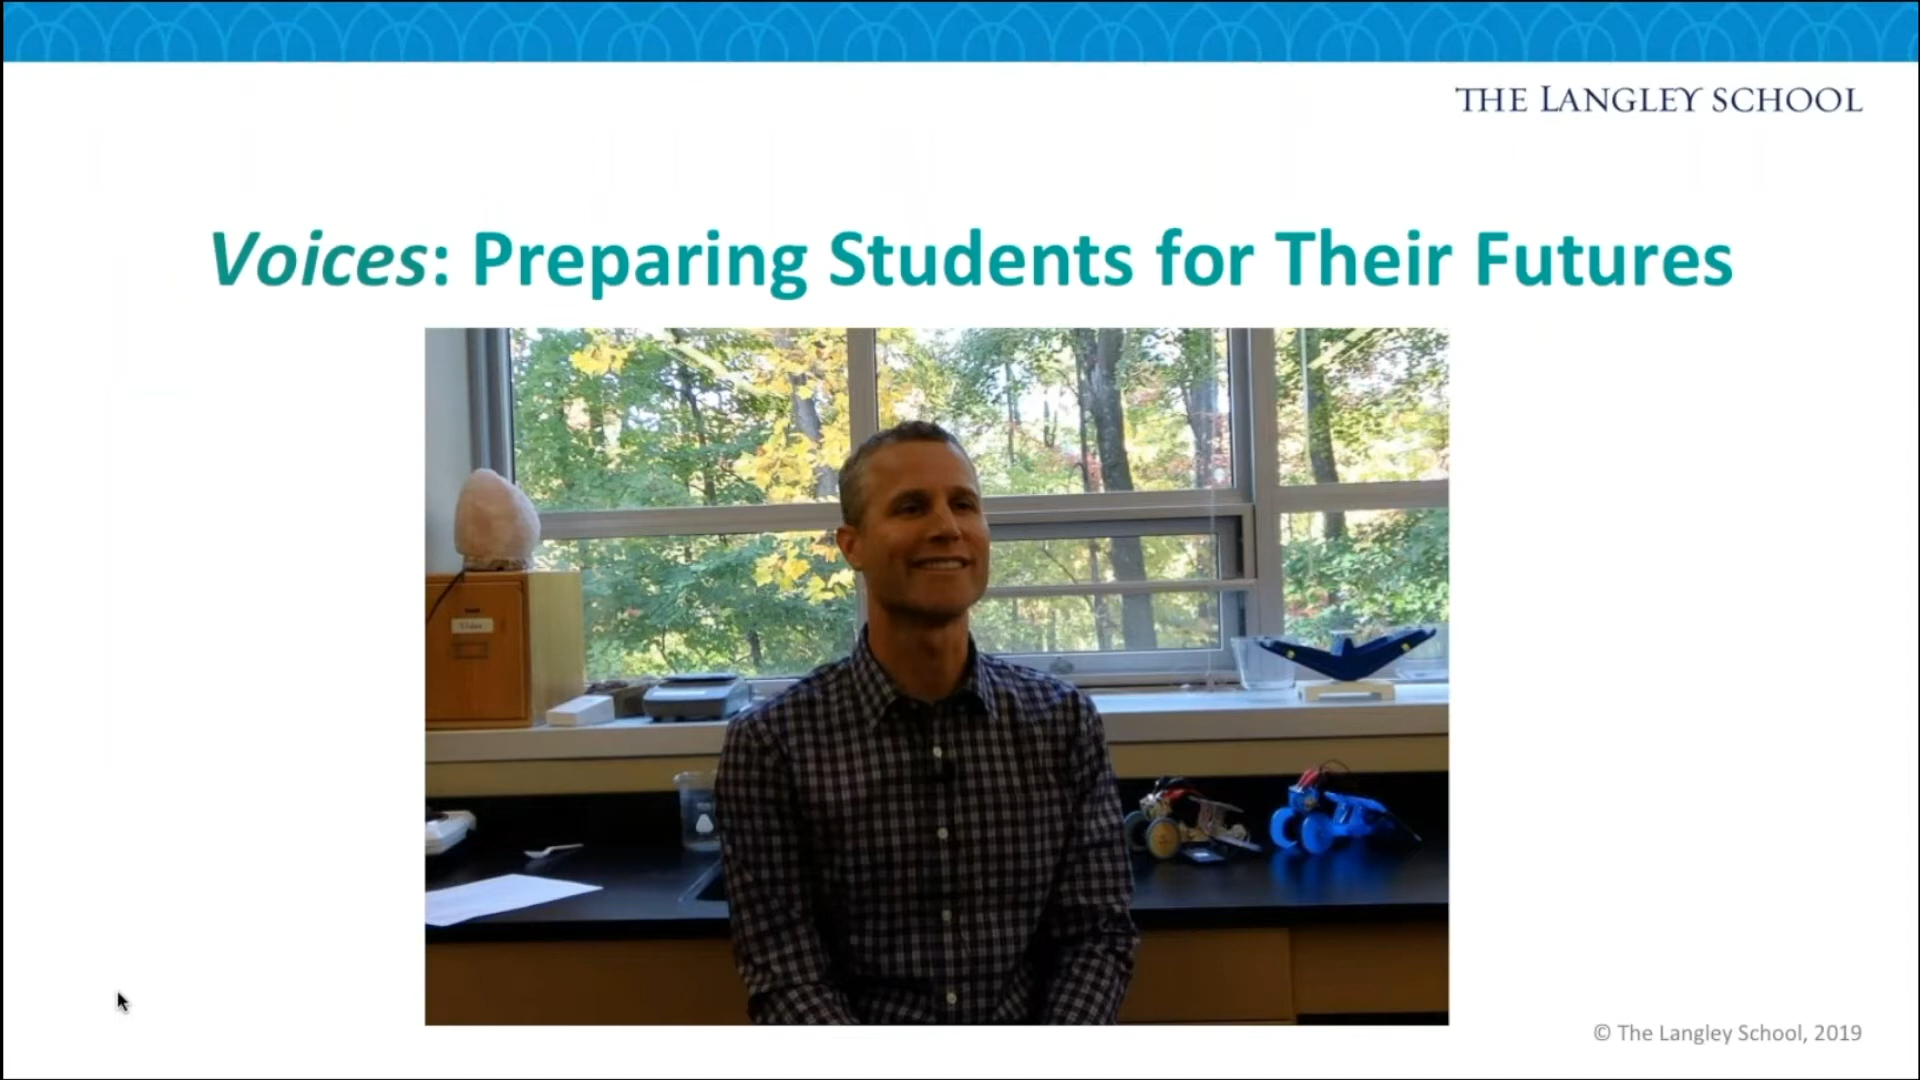 THE LANGLEY SCHOOL
Voices: Preparing Students for Their Futures
© The Langley School, 2019